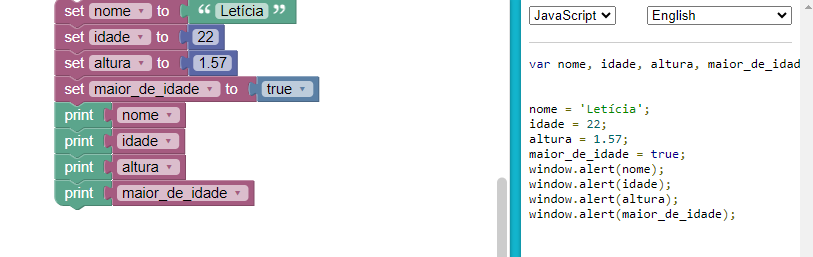 set nome to “ Letícia ”
set idade to 22
set altura to 1.57
set maior_de_idade to true
print nome
print idade
print altura
print maior_de_idade
JavaScript English
var nome, idade, altura, maior_de_idad
nome = 'Letícia';
idade = 22;
altura = 1.57;
maior_de_idade = true;
window.alert(nome);
window.alert(idade);
window.alert(altura);
window.alert(maior_de_idade);